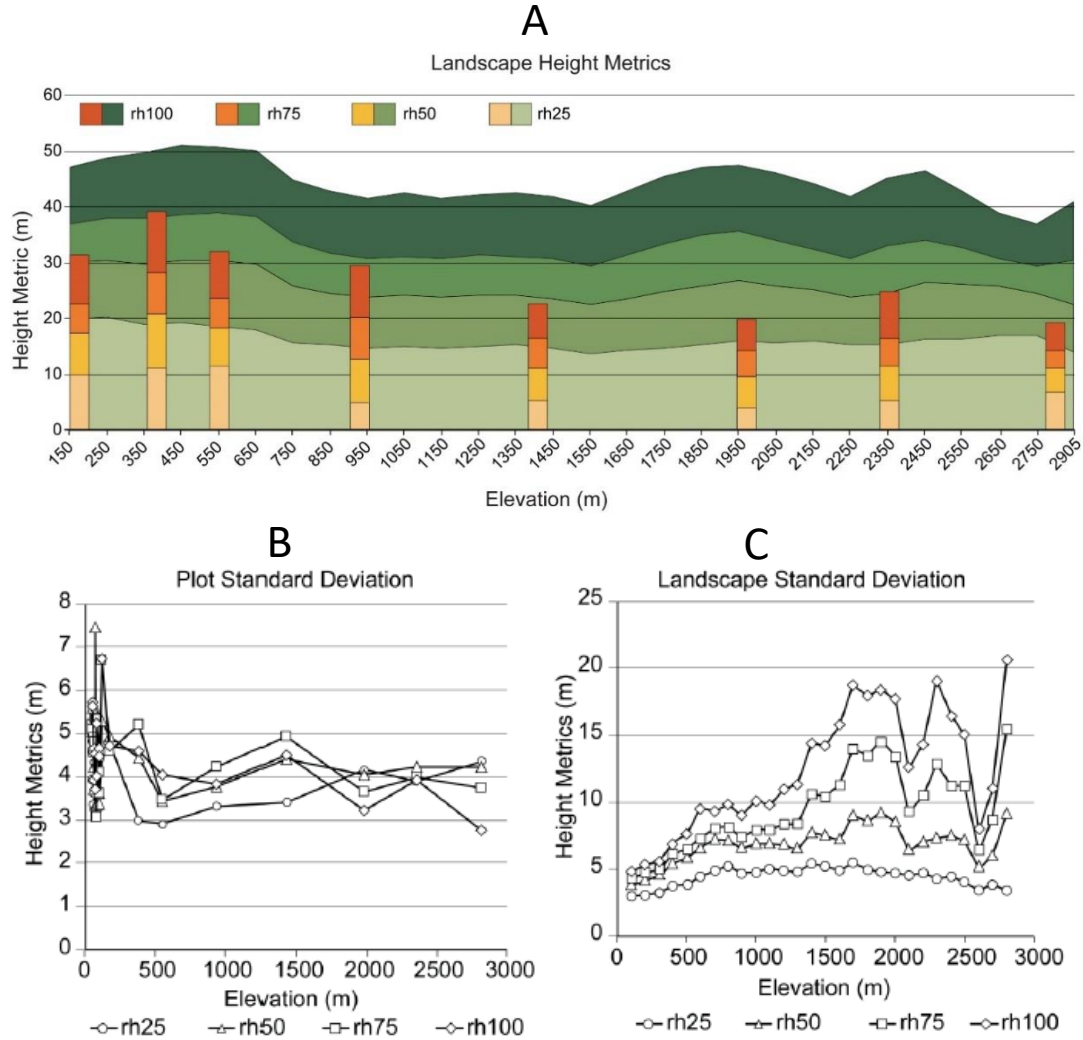 A
Landscape Height Metrics
60
50
40
30
20
10
0
Height Metric (m)
rh100 rh75 rh50 rh25
150 250 350 450 550 650 750 850 950 1050 1150 1250 1350 1450 1550 1650 1750 1850 1950 2050 2150 2250 2350 2450 2550 2650 2750 2905
Elevation (m)
B
Plot Standard Deviation
8
7
6
5
4
3
2
1
0
Height Metrics (m)
0 500 1000 1500 2000 2500 3000
Elevation (m)
rh25 rh50 rh75 rh100
C
Landscape Standard Deviation
25
20
15
10
5
0
Height Metrics (m)
0 500 1000 1500 2000 2500 3000
Elevation (m)
rh25 rh50 rh75 rh100